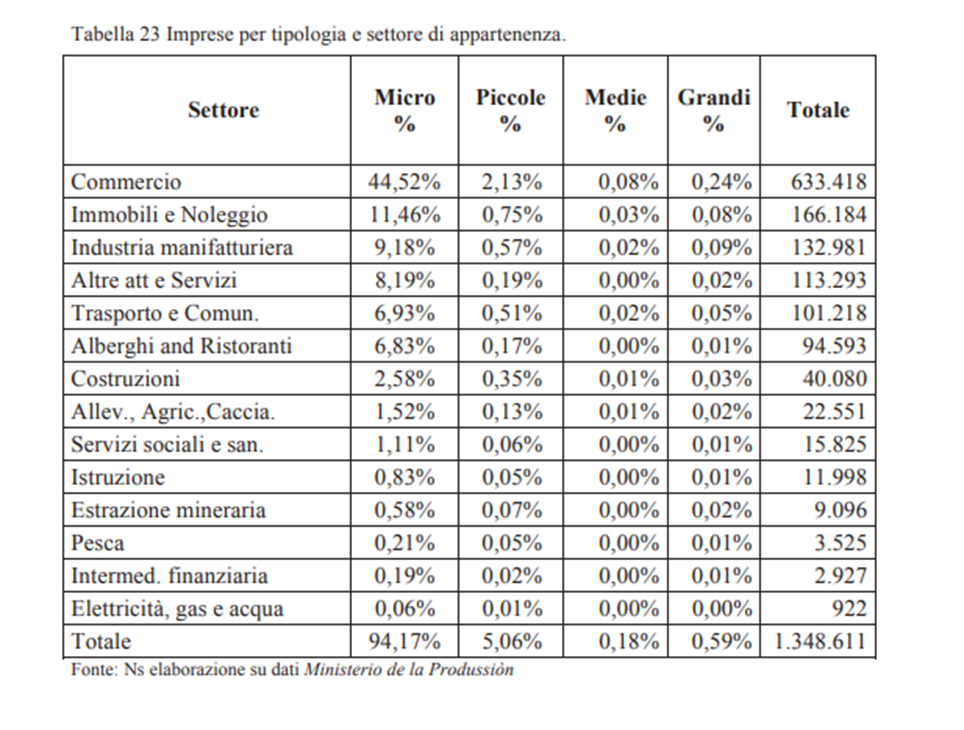 Tabella 23 Imprese per tipologia e settore di appartenenza.
Settore Micro % Piccole % Medie % Grandi % Totale
Commercio 44,52% 2,13% 0,08% 0,24% 633.418
Immobili e Noleggio 11,46% 0,75% 0,03% 0,08% 166.184
Industria manifatturiera 9,18% 0,57% 0,02% 0,09% 132.981
Altre att e Servizi 8,19% 0,19% 0,00% 0,02% 113.293
Trasporto e Comun. 6,93% 0,51% 0,02% 0,05% 101.218
Alberghi and Ristoranti 6,83% 0,17% 0,00% 0,01% 94.593
Costruzioni 2,58% 0,35% 0,01% 0,03% 40.080
Allev., Agric.,Caccia. 1,52% 0,13% 0,01% 0,02% 22.551
Servizi sociali e san. 1,11% 0,06% 0,00% 0,01% 15.825
Istruzione 0,83% 0,05% 0,00% 0,01% 11.998
Estrazione mineraria 0,58% 0,07% 0,00% 0,02% 9.096
Pesca 0,21% 0,05% 0,00% 0,01% 3.525
Intermed. finanziaria 0,19% 0,02% 0,00% 0,01% 2.927
Elettricità, gas e acqua 0,06% 0,01% 0,00% 0,00% 922
Totale 94,17% 5,06% 0,18% 0,59% 1.348.611
Fonte: Ns elaborazione su dati Ministerio de la Produssiòn